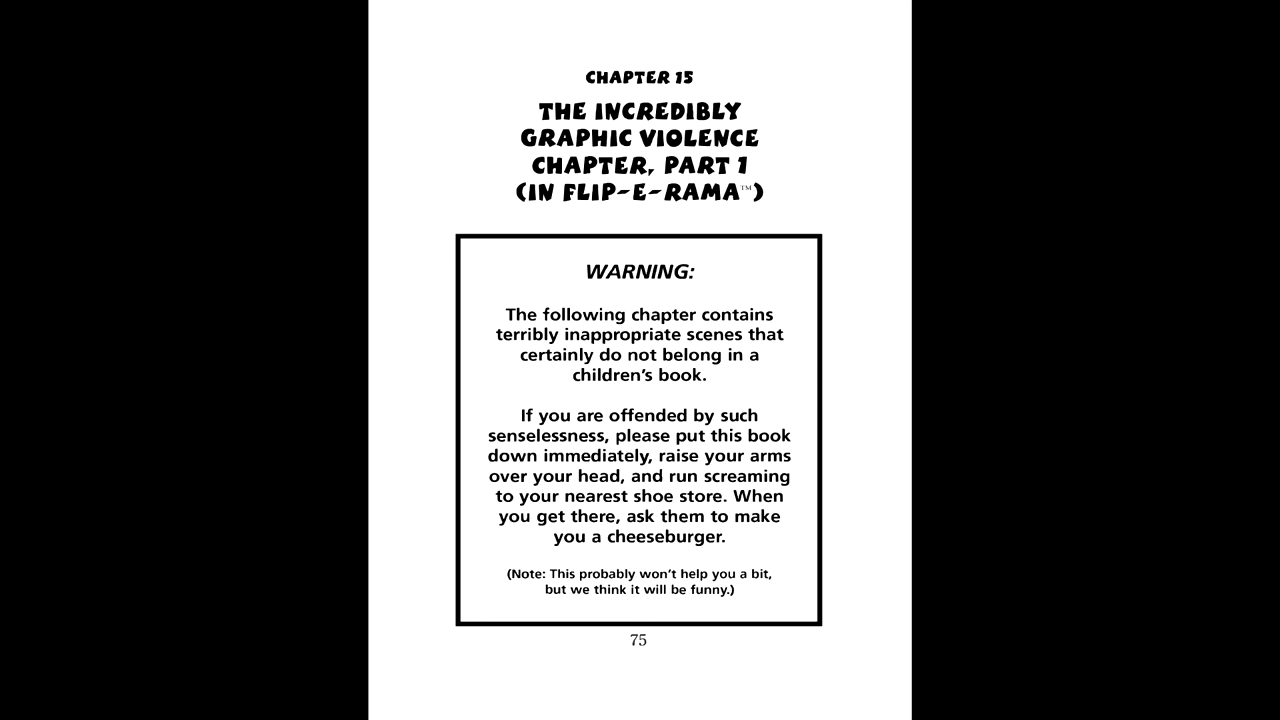 CHAPTER 15
THE INCREDIBLY
GRAPHIC VIOLENCE
CHAPTER, PART 1
(IN FLIP-E-RAMA™)
WARNING:
The following chapter contains
terribly inappropriate scenes that
certainly do not belong in a
children's book.
If you are offended by such
senselessness, please put this book
down immediately, raise your arms
over your head, and run screaming
to your nearest shoe store. When
you get there, ask them to make
you a cheeseburger.
(Note: This probably won't help you a bit,
but we think it will be funny.)
75